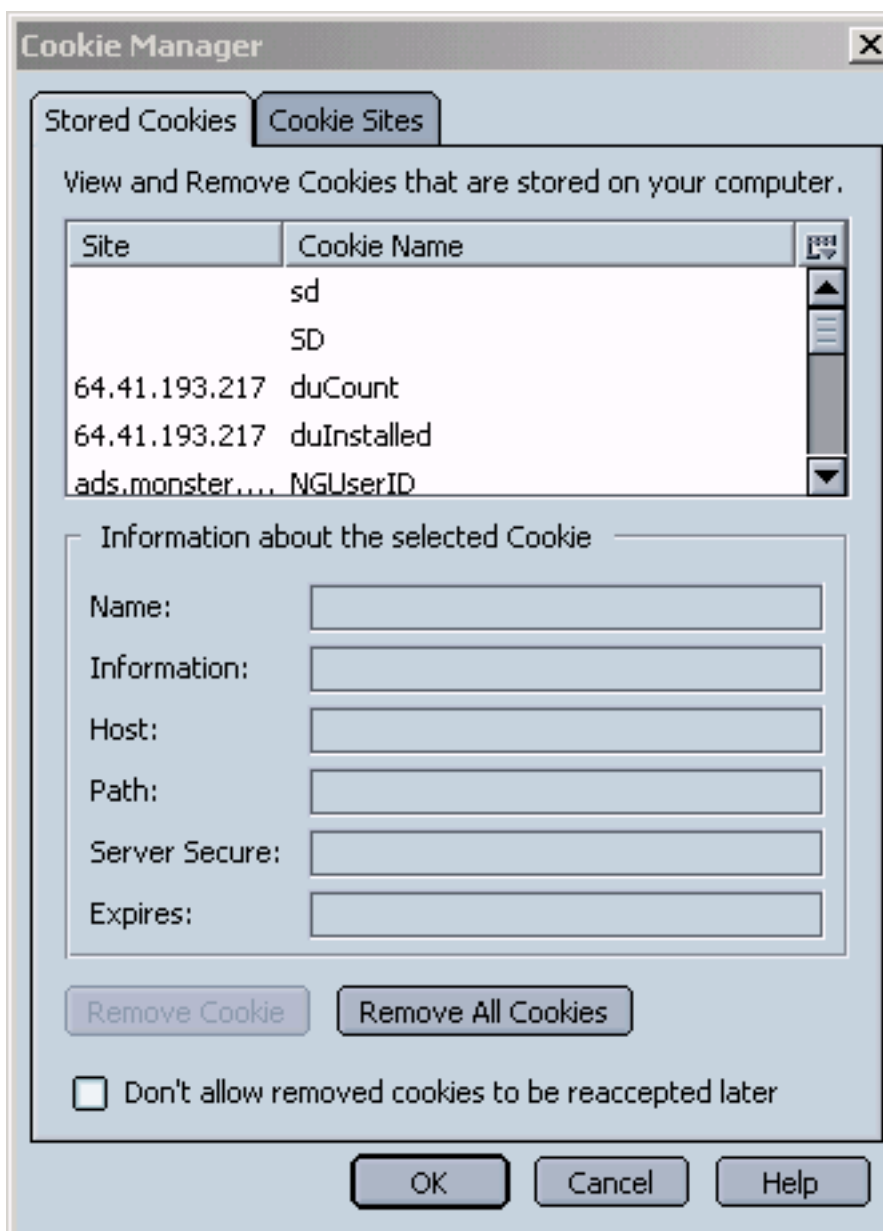 Cookie Manager
Stored Cookies Cookie Sites
View and Remove Cookies that are stored on your computer.
Site Cookie Name
sd
SD
64.41.193.217 duCount
64.41.193.217 duInstalled
ads.monster.... NGUserID
Information about the selected Cookie
Name:
Information:
Host:
Path:
Server Secure:
Expires:
Remove Cookie Remove All Cookies
Don't allow removed cookies to be reaccepted later
OK Cancel Help